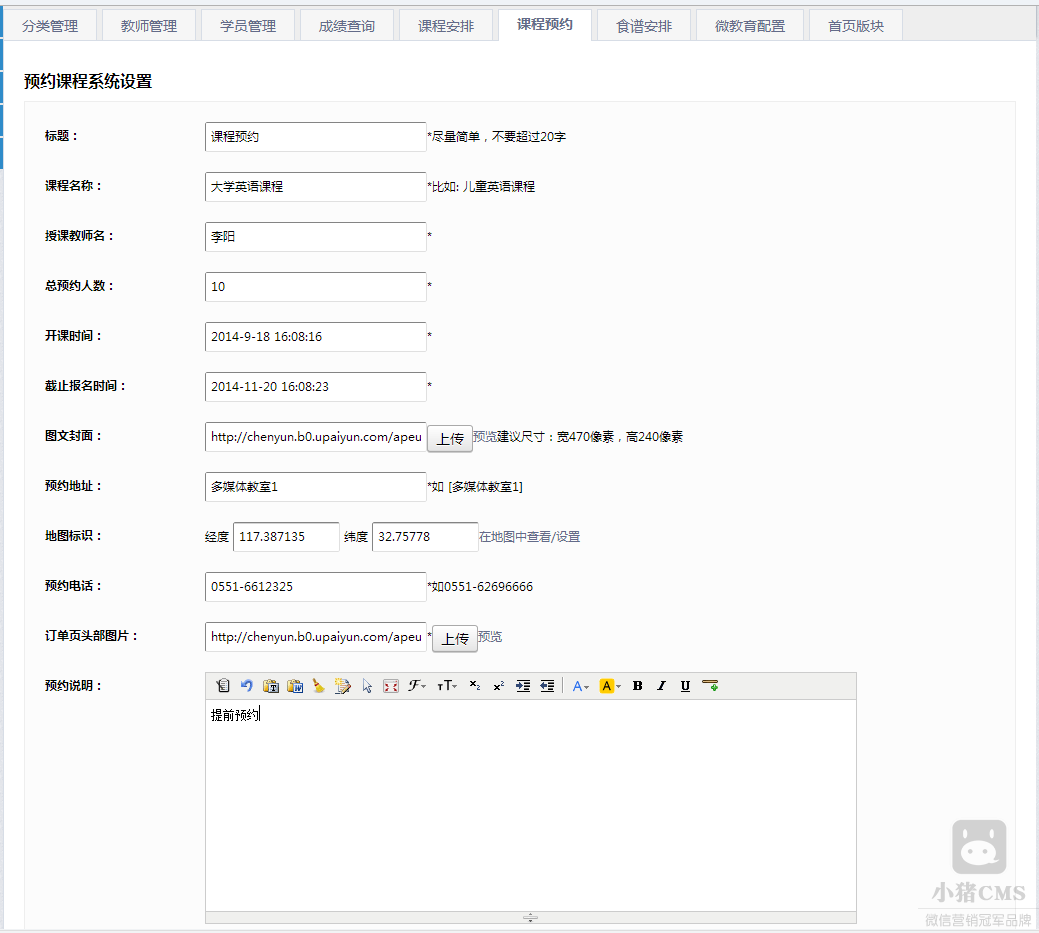 分类管理 教师管理 学员管理 成绩查询 课程安排 课程预约 食谱安排 微教育配置 首页版块
预约课程系统设置
标题： 课程预约 *尽量简单，不要超过20字
课程名称： 大学英语课程 *比如: 儿童英语课程
授课教师名： 李阳 *
总预约人数： 10 *
开课时间： 2014-9-18 16:08:16 *
截止报名时间： 2014-11-20 16:08:23 *
图文封面： http://chenyun.b0.upaiyun.com/apeu 上传 预览建议尺寸：宽470像素，高240像素
预约地址： 多媒体教室1 *如 [多媒体教室1]
地图标识： 经度 117.387135 纬度 32.75778 在地图中查看/设置
预约电话： 0551-6612325 *如0551-62696666
订单页头部图片： http://chenyun.b0.upaiyun.com/apeu * 上传 预览
预约说明：
提前预约
小猪CMS
微信营销冠军品牌